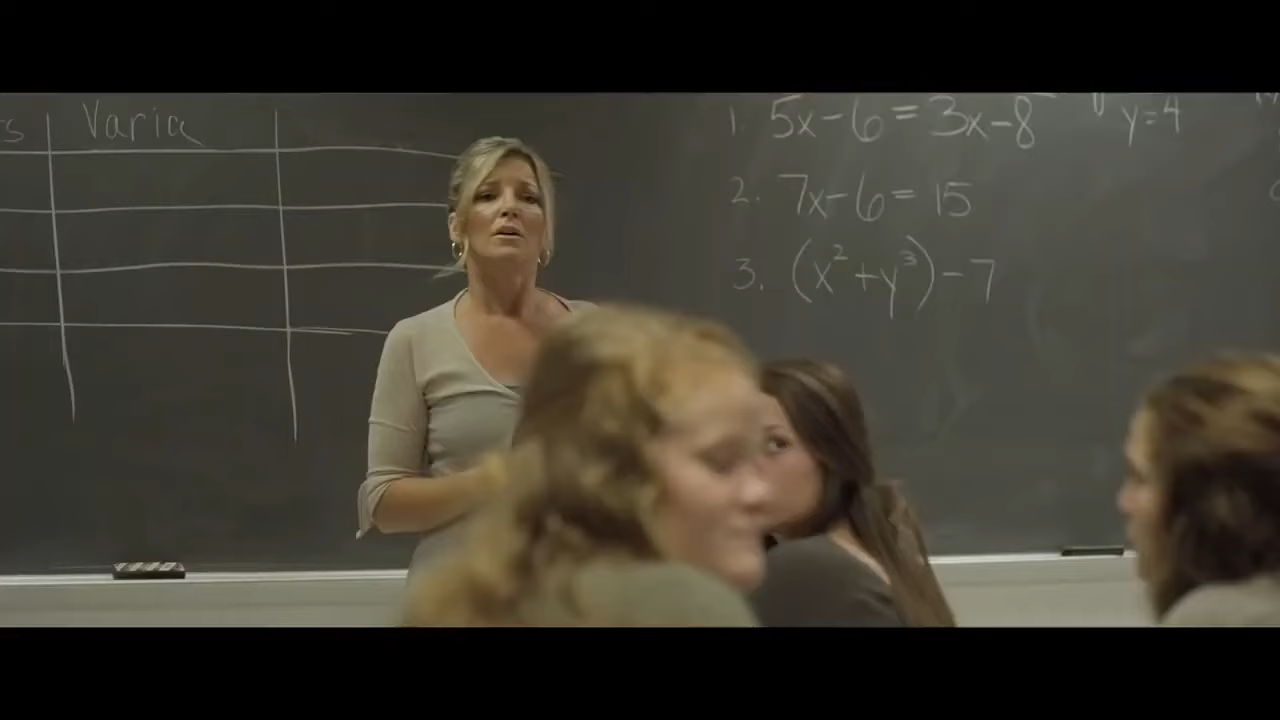 s Varia
1. 5x-6 = 3x-8 y=4
2. 7x-6 = 15
3. (x²+y³)-7